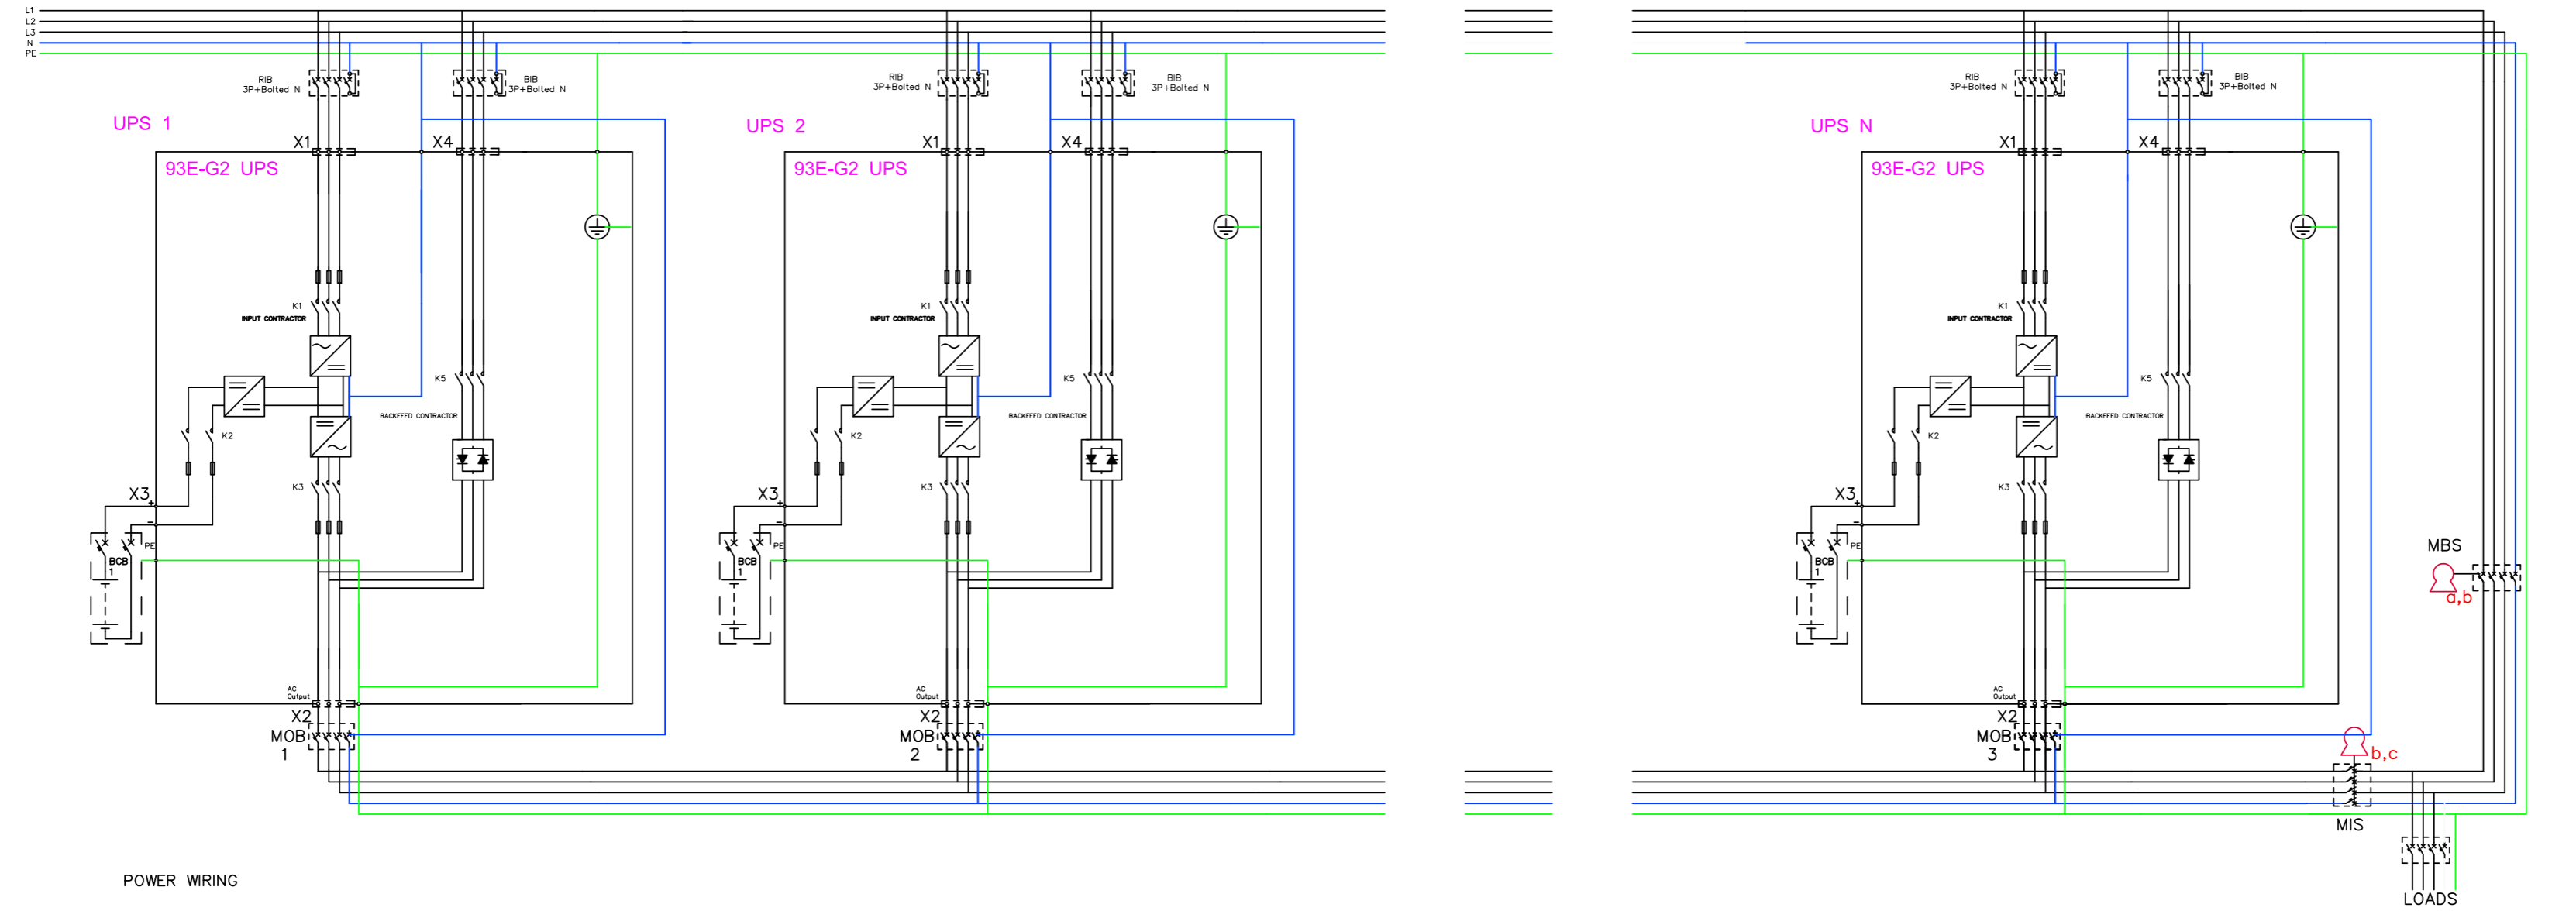 L1
L2
L3
N
PE
RIB
3P+Bolted N
BIB
3P+Bolted N
UPS 1
X1
X4
93E-G2 UPS
K1
INPUT CONTRACTOR
K5
BACKFEED CONTRACTOR
K2
K3
X3
+
-
PE
BCB
1
AC
Output
X2
MOB
1
RIB
3P+Bolted N
BIB
3P+Bolted N
UPS 2
X1
X4
93E-G2 UPS
K1
INPUT CONTRACTOR
K5
BACKFEED CONTRACTOR
K2
K3
X3
+
-
PE
BCB
1
AC
Output
X2
MOB
2
RIB
3P+Bolted N
BIB
3P+Bolted N
UPS N
X1
X4
93E-G2 UPS
K1
INPUT CONTRACTOR
K5
BACKFEED CONTRACTOR
K2
K3
X3
+
-
PE
BCB
1
AC
Output
X2
MOB
3
MBS
a,b
b,c
MIS
LOADS
POWER WIRING